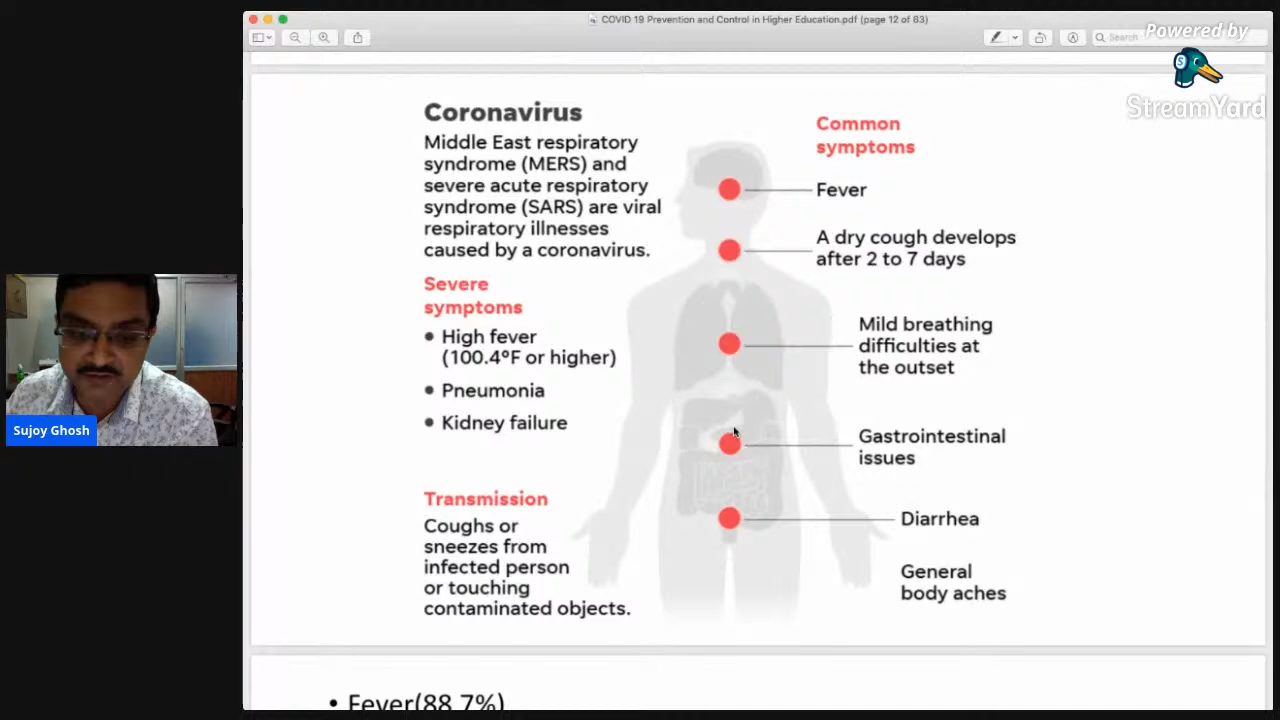 COVID 19 Prevention and Control in Higher Education.pdf (page 12 of 63)
Search
Powered by
S
StreamYard
Coronavirus
Middle East respiratory
syndrome (MERS) and
severe acute respiratory
syndrome (SARS) are viral
respiratory illnesses
caused by a coronavirus.
Severe
symptoms
• High fever
(100.4°F or higher)
• Pneumonia
• Kidney failure
Transmission
Coughs or
sneezes from
infected person
or touching
contaminated objects.
Common
symptoms
Fever
A dry cough develops
after 2 to 7 days
Mild breathing
difficulties at
the outset
Gastrointestinal
issues
Diarrhea
General
body aches
• Fever(88.7%)
Sujoy Ghosh